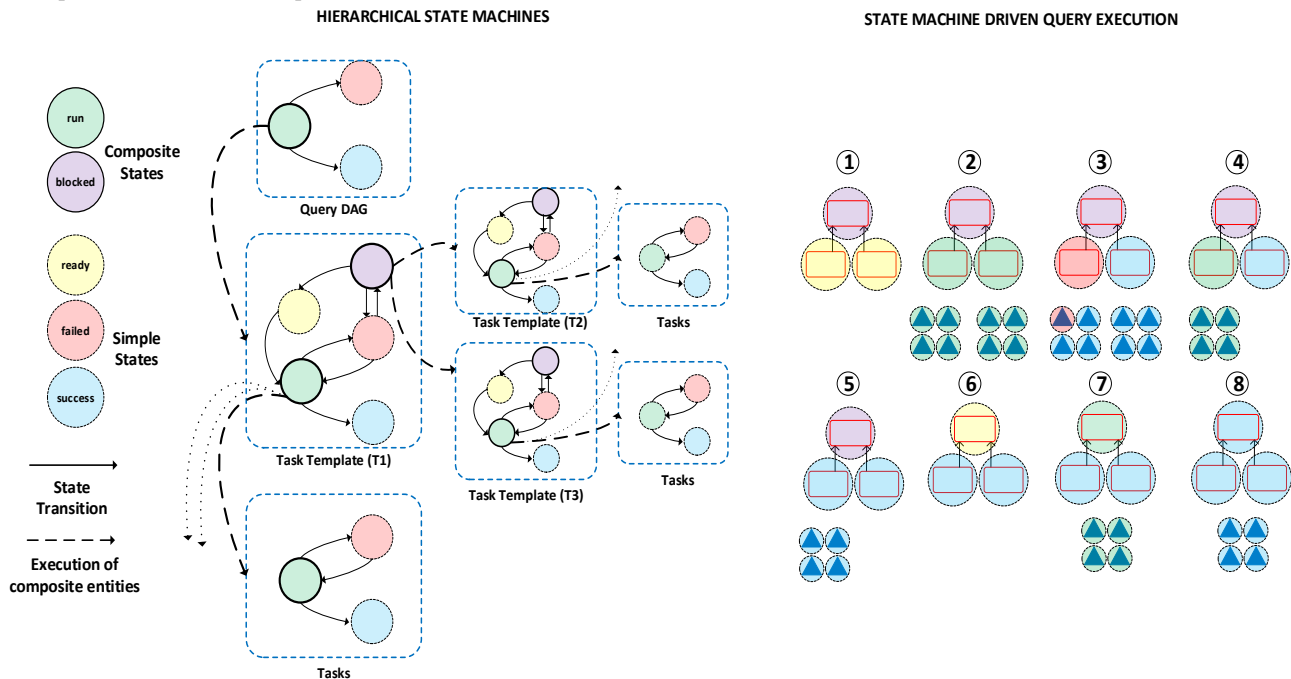 HIERARCHICAL STATE MACHINES
STATE MACHINE DRIVEN QUERY EXECUTION
run
Composite
States
blocked
ready
failed
Simple
States
success
State
Transition
Execution of
composite entities
Query DAG
Task Template (T1)
Tasks
Task Template (T2)
Tasks
Task Template (T3)
Tasks
1
2
3
4
5
6
7
8